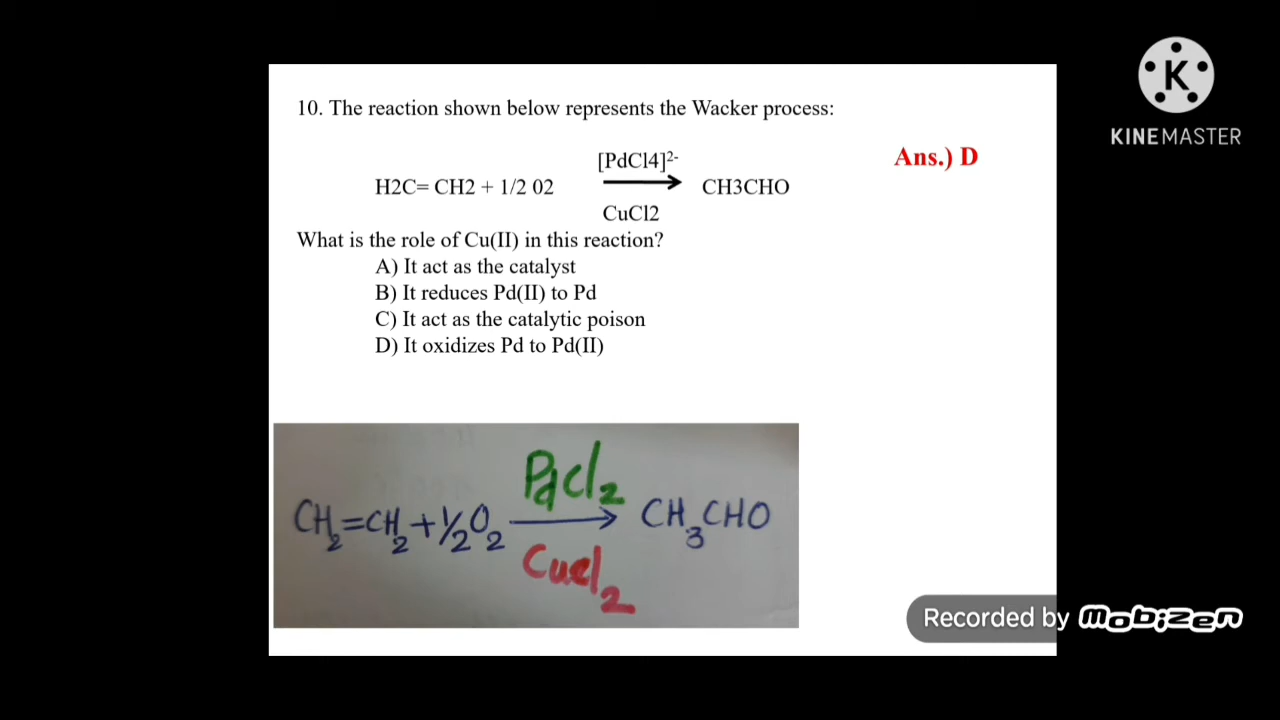 10. The reaction shown below represents the Wacker process:
Ans.) D
[PdCl4]2-
H2C= CH2 + 1/2 02 → CH3CHO
CuCl2
What is the role of Cu(II) in this reaction?
A) It act as the catalyst
B) It reduces Pd(II) to Pd
C) It act as the catalytic poison
D) It oxidizes Pd to Pd(II)
PdCl2
CH2=CH2+1/2O2 → CH3CHO
CuCl2
K
KINEMASTER
Recorded by Mobizen